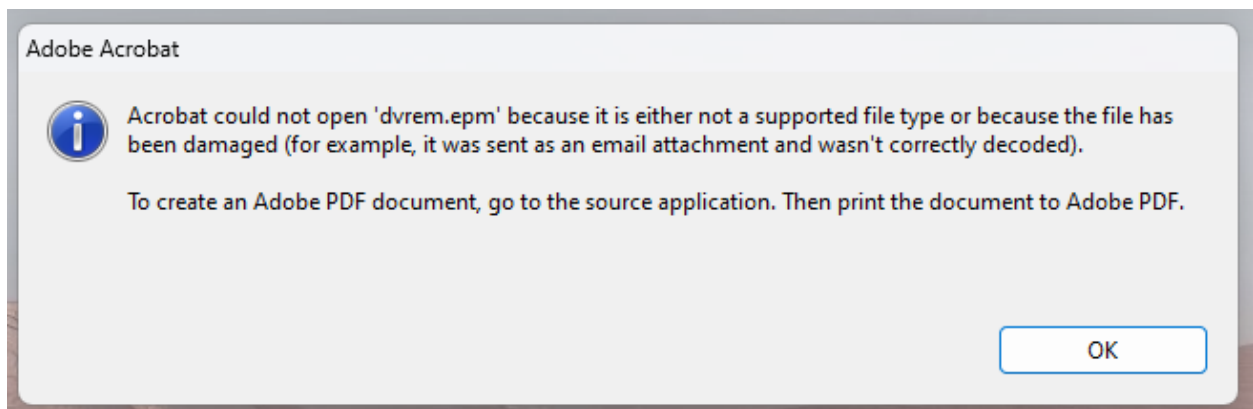 Adobe Acrobat
Acrobat could not open 'dvrem.epm' because it is either not a supported file type or because the file has
been damaged (for example, it was sent as an email attachment and wasn't correctly decoded).
To create an Adobe PDF document, go to the source application. Then print the document to Adobe PDF.
OK